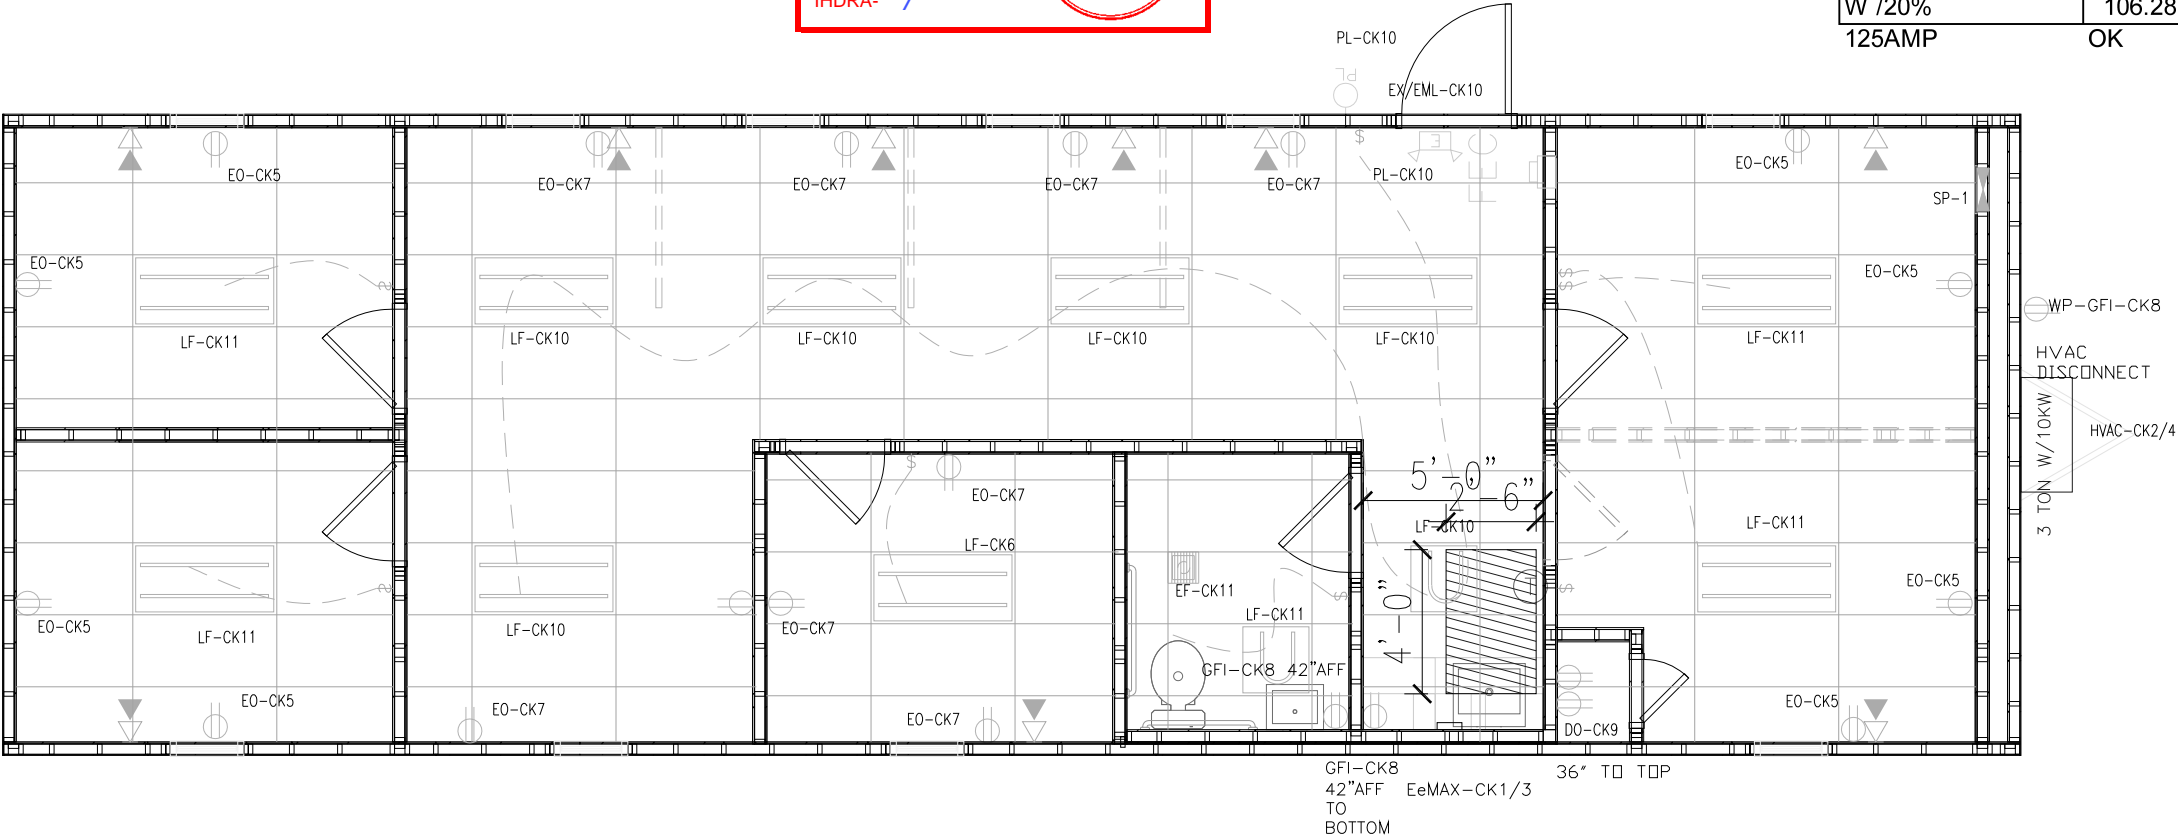 IHDRA- 7
W /20% 106.28
125AMP OK
PL-CK10
PL
EX/EML-CK10
EO-CK5
EO-CK7
EO-CK7
EO-CK7
EO-CK7
PL-CK10
E
FEC
EO-CK5
SP-1
EO-CK5
EO-CK5
WP-GFI-CK8
LF-CK11
LF-CK10
LF-CK10
LF-CK10
LF-CK10
LF-CK11
HVAC
DISCONNECT
3 TON W/10KW
HVAC-CK2/4
5'-0"
2'-6"
EO-CK7
LF-CK10
LF-CK11
LF-CK6
4'-0"
T
EF-CK11
EO-CK5
LF-CK11
EO-CK5
LF-CK11
LF-CK10
EO-CK7
GFI-CK8 42"AFF
EO-CK5
EO-CK7
EO-CK7
EO-CK5
DO-CK9
GFI-CK8
42"AFF
TO
BOTTOM
EeMAX-CK1/3
36" TO TOP